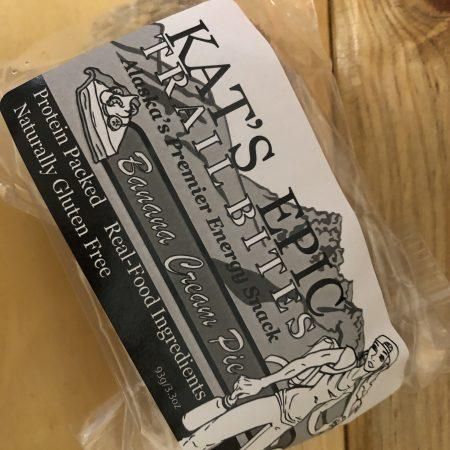 KAT'S EPIC
TRAIL BITES
Alaska's Premier Energy Snack
Banana Cream Pie
Protein Packed Real-Food Ingredients
Naturally Gluten Free
93g/3.3oz